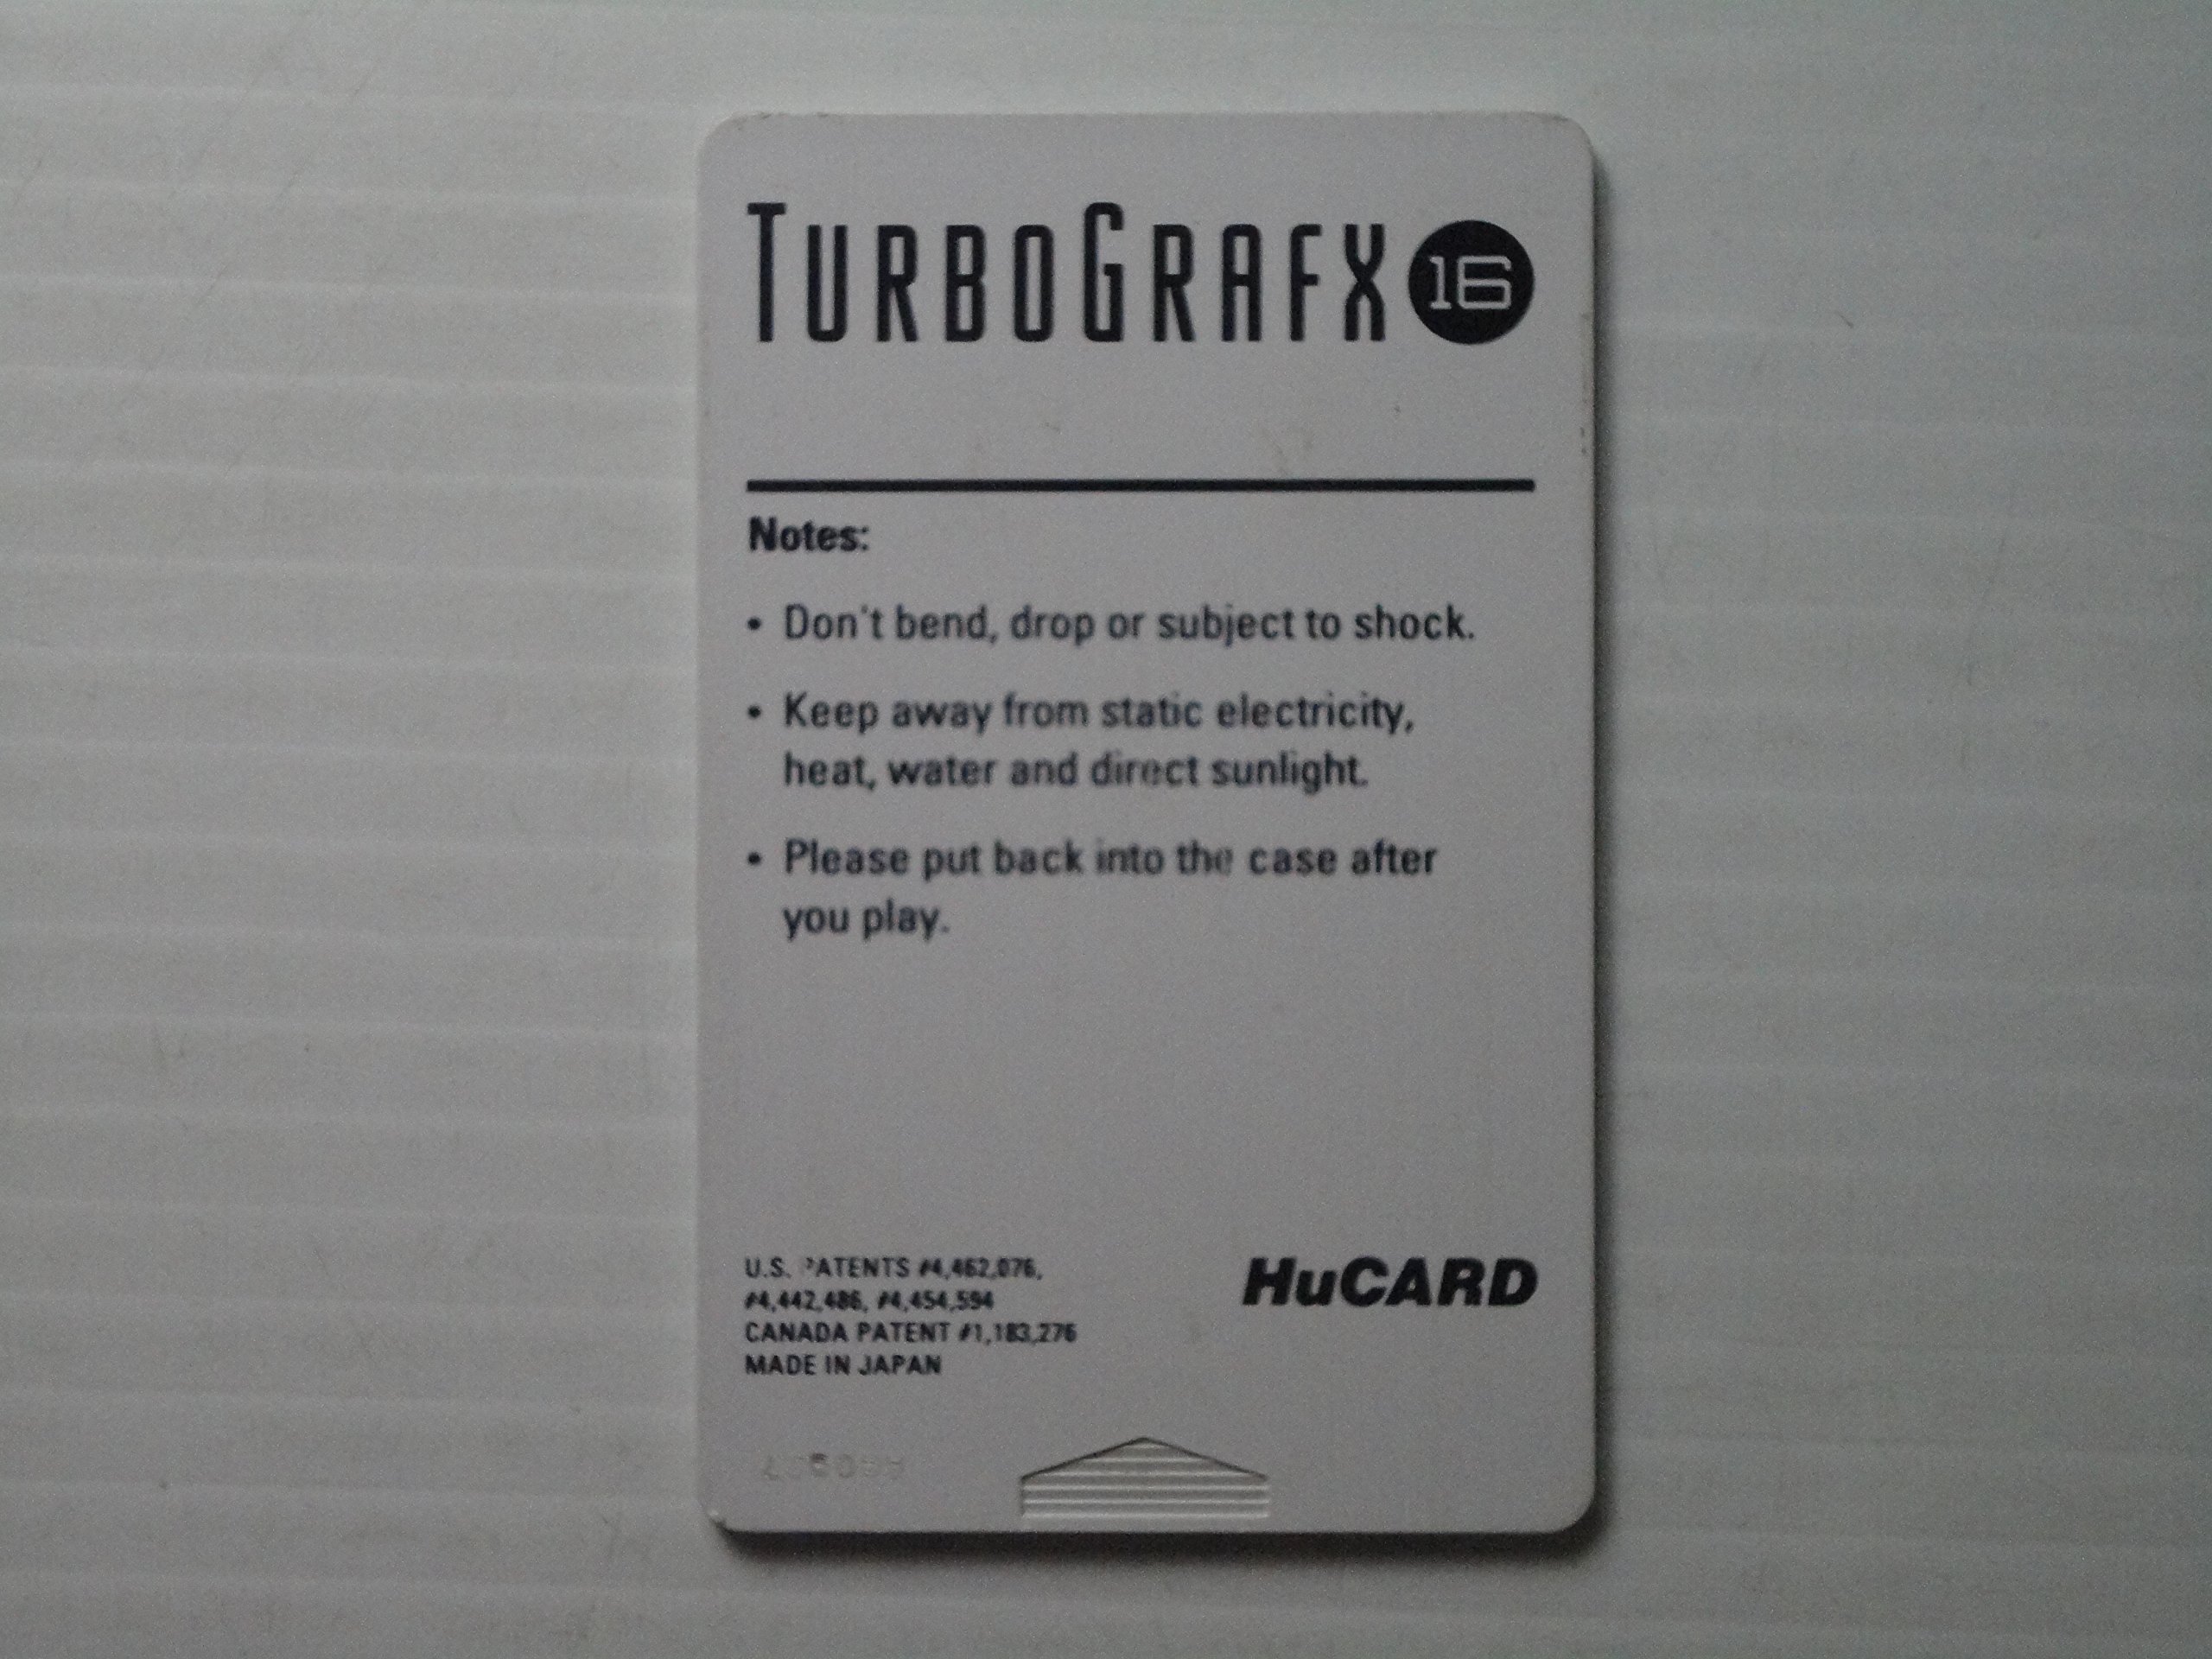 TURBOGRAFX 16
Notes:
• Don't bend, drop or subject to shock.
• Keep away from static electricity,
heat, water and direct sunlight.
• Please put back into the case after
you play.
U.S. PATENTS #4,462,076,
#4,442,486, #4,454,594
CANADA PATENT #1,183,276
MADE IN JAPAN
HuCARD